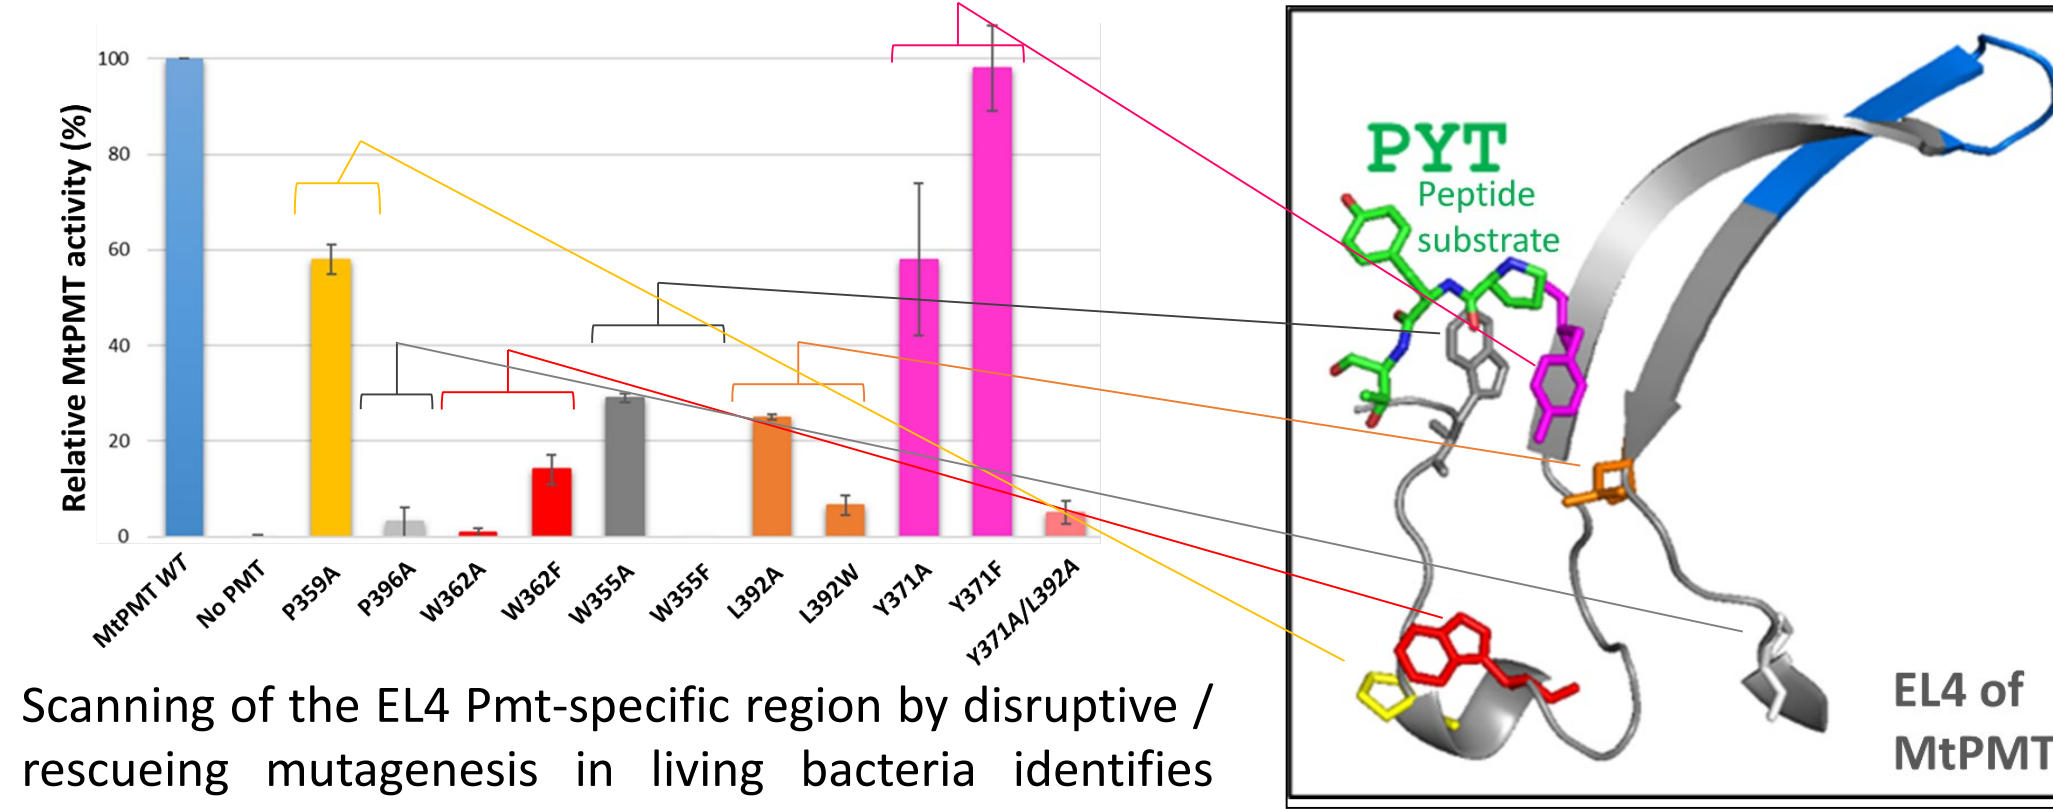 Relative MtPMT activity (%)
100
80
60
40
20
0
MtPMT WT
No PMT
P359A
P396A
W362A
W362F
W355A
W355F
L392A
L392W
Y371A
Y371F
Y371A/L392A
PYT
Peptide
substrate
EL4 of
MtPMT
Scanning of the EL4 Pmt-specific region by disruptive /
rescueing mutagenesis in living bacteria identifies